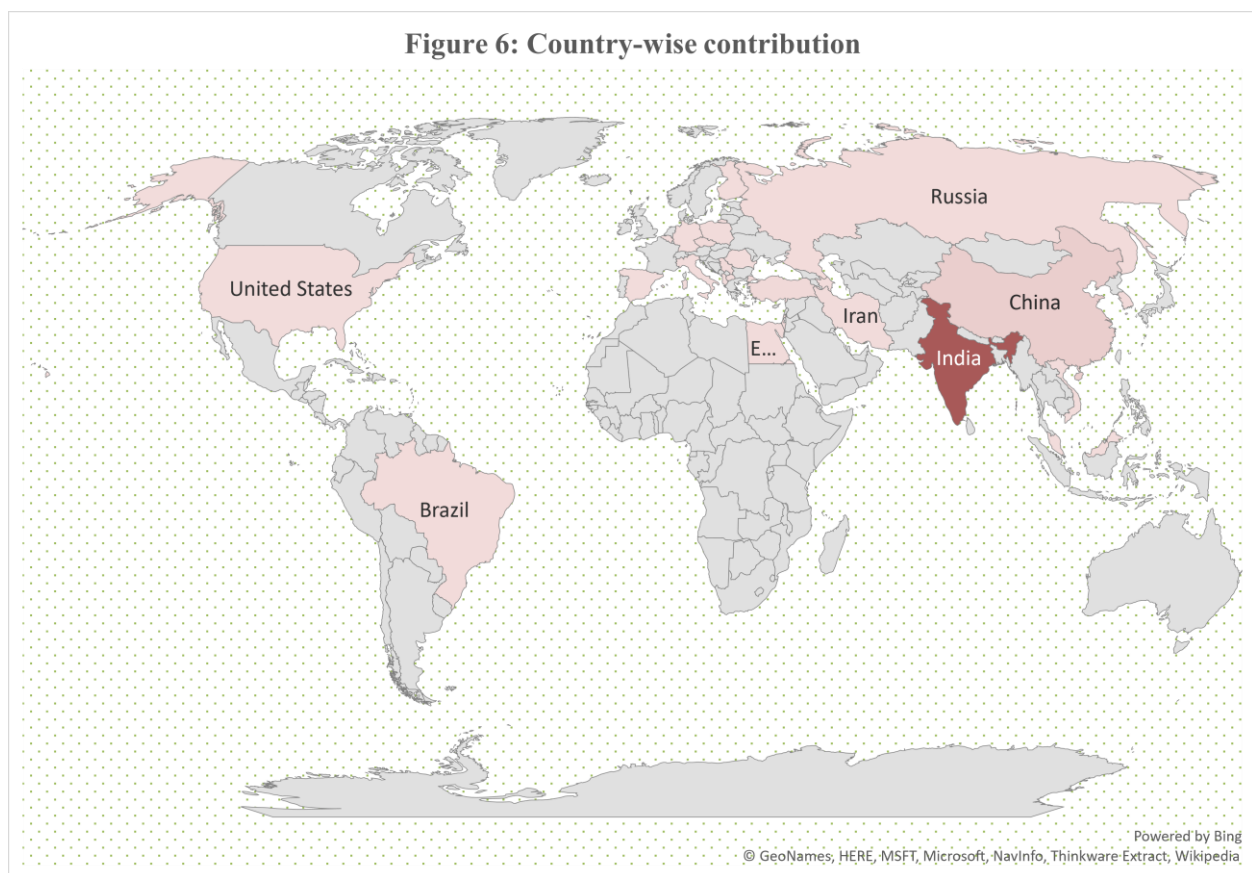 Figure 6: Country-wise contribution
Russia
United States
China
Iran
E...
India
Brazil
Powered by Bing
© GeoNames, HERE, MSFT, Microsoft, NavInfo, Thinkware Extract, Wikipedia